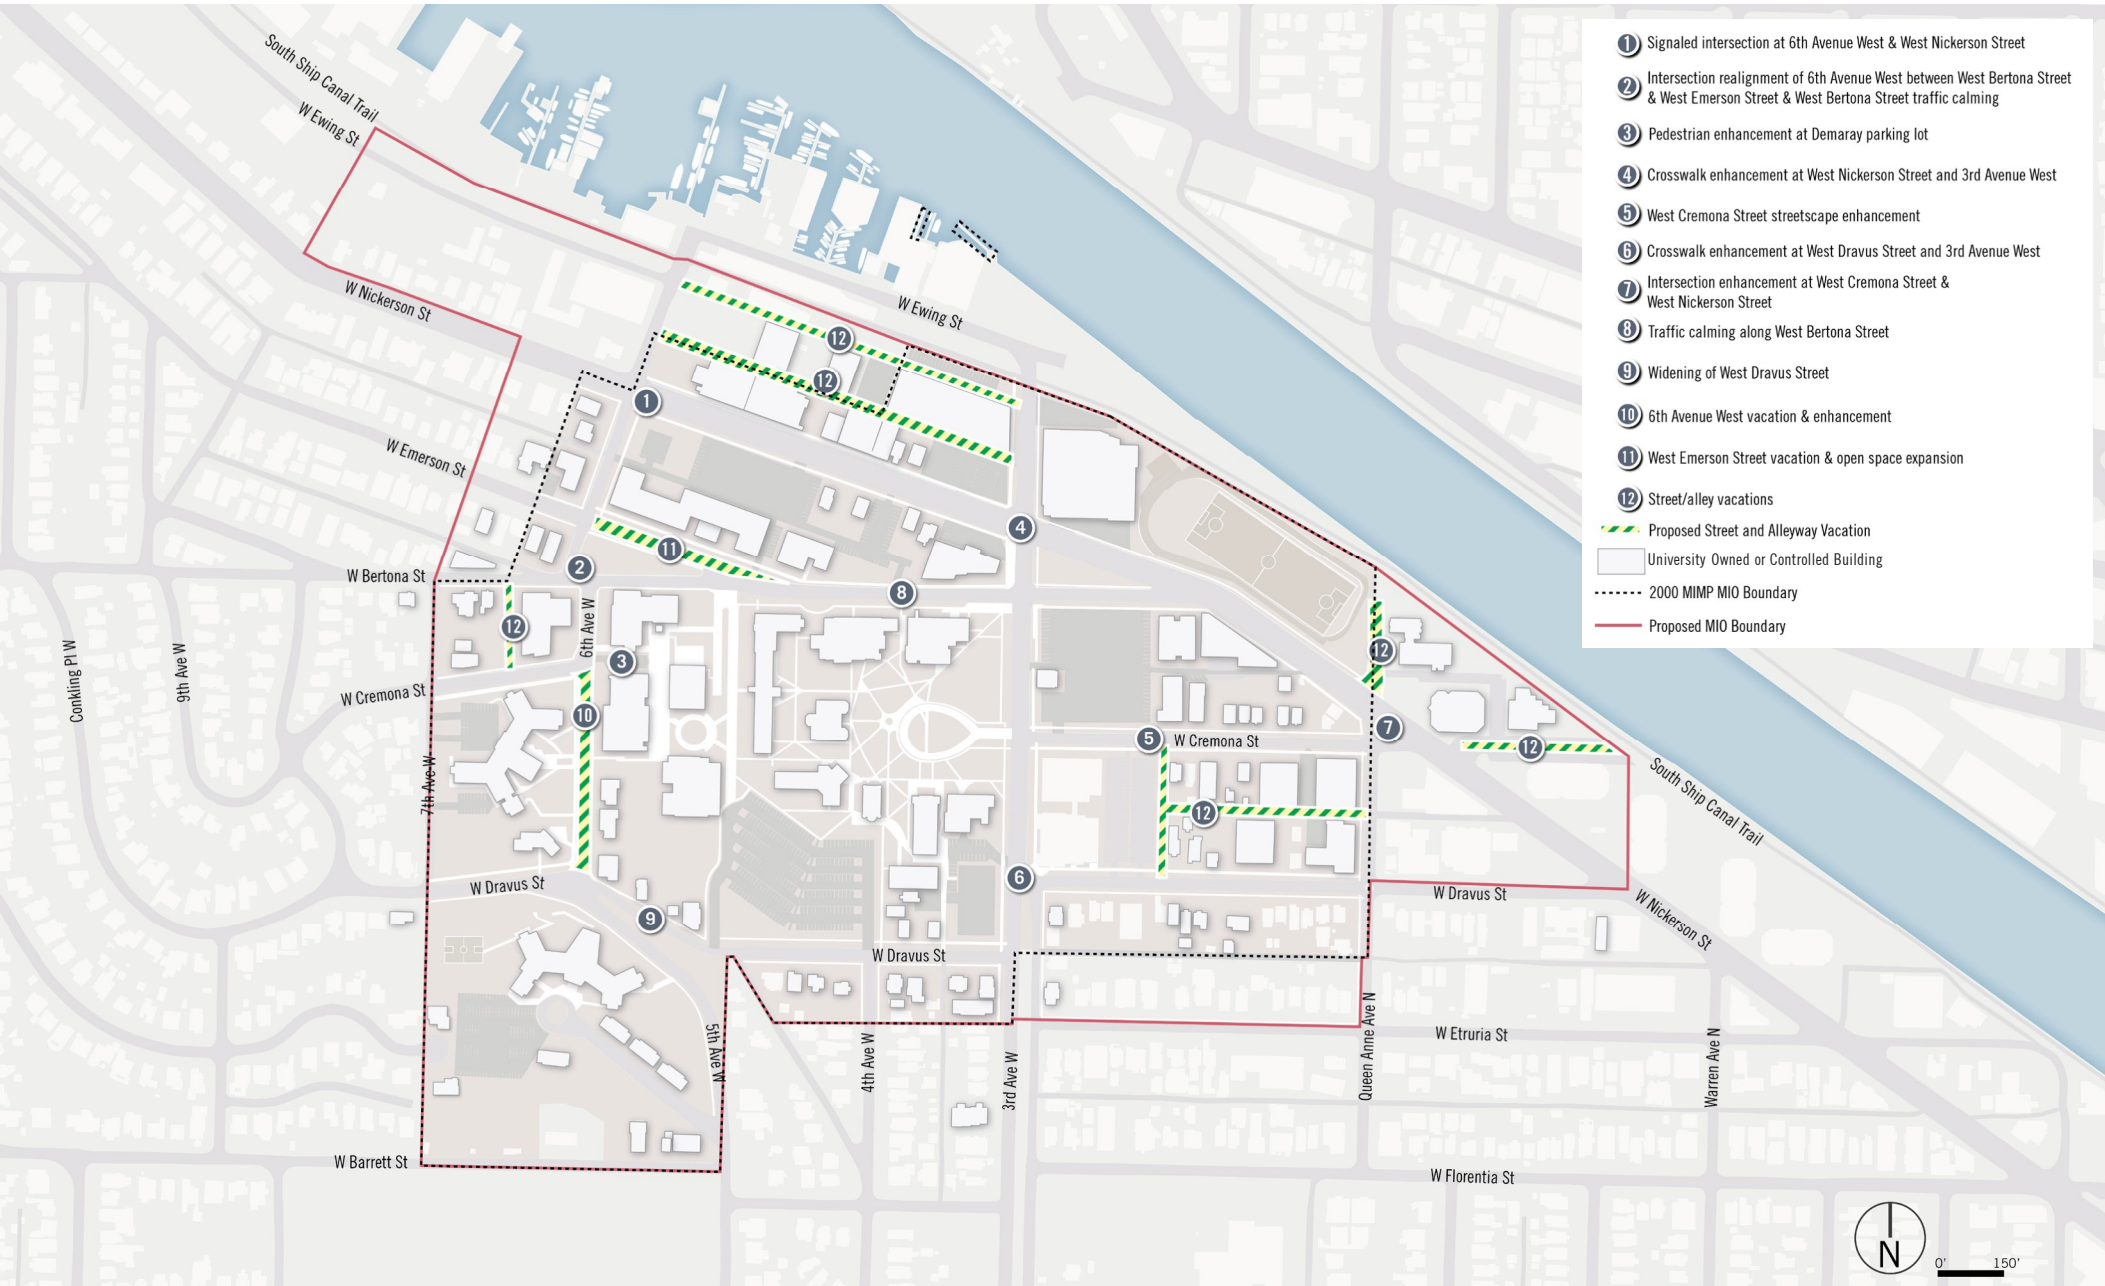 South Ship Canal Trail
W Ewing St
W Nickerson St
W Ewing St
W Emerson St
W Bertona St
W Cremona St
Conkling Pl W
9th Ave W
7th Ave W
6th Ave W
W Cremona St
W Dravus St
W Dravus St
W Dravus St
W Nickerson St
South Ship Canal Trail
5th Ave W
4th Ave W
3rd Ave W
Queen Anne Ave N
W Etruria St
Warren Ave N
W Barrett St
W Florentia St
12
12
1
4
11
2
8
12
3
12
10
7
5
12
12
6
9
1 Signaled intersection at 6th Avenue West & West Nickerson Street
2 Intersection realignment of 6th Avenue West between West Bertona Street
& West Emerson Street & West Bertona Street traffic calming
3 Pedestrian enhancement at Demaray parking lot
4 Crosswalk enhancement at West Nickerson Street and 3rd Avenue West
5 West Cremona Street streetscape enhancement
6 Crosswalk enhancement at West Dravus Street and 3rd Avenue West
7 Intersection enhancement at West Cremona Street &
West Nickerson Street
8 Traffic calming along West Bertona Street
9 Widening of West Dravus Street
10 6th Avenue West vacation & enhancement
11 West Emerson Street vacation & open space expansion
12 Street/alley vacations
Proposed Street and Alleyway Vacation
University Owned or Controlled Building
2000 MIMP MIO Boundary
Proposed MIO Boundary
N
0' 150'